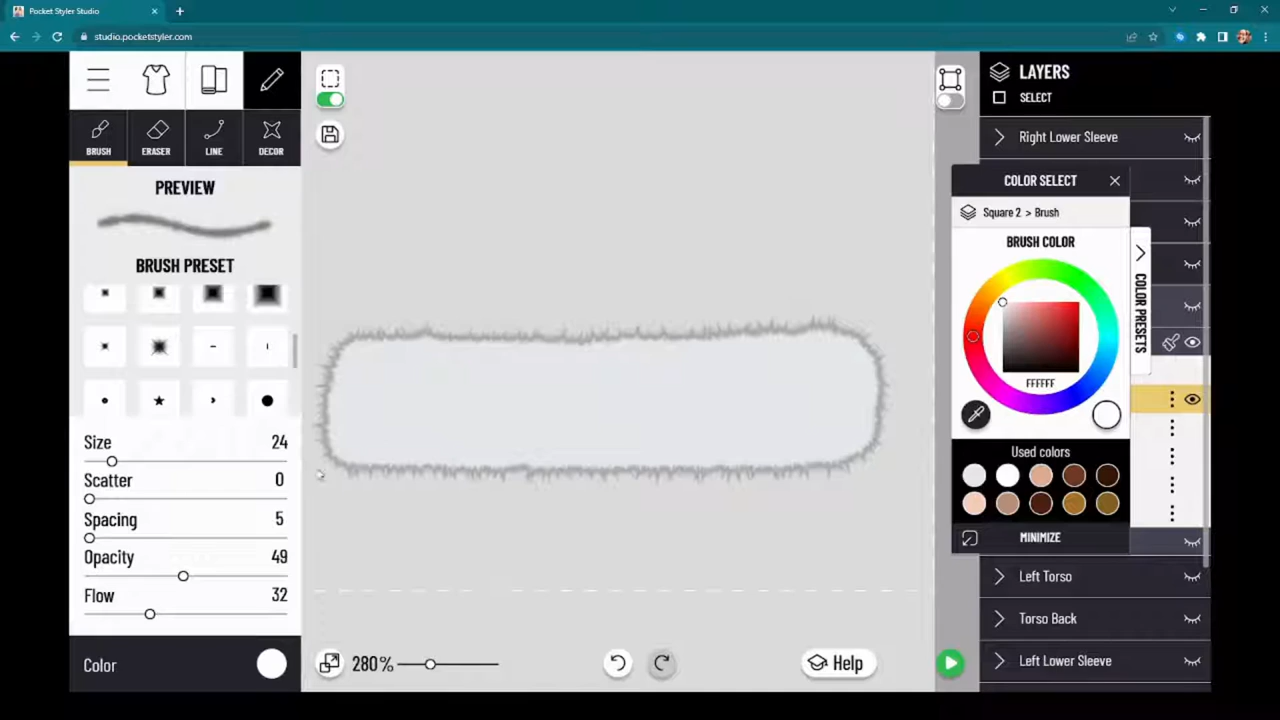 Pocket Styler Studio
studio.pocketstyler.com
BRUSH
ERASER
LINE
DECOR
PREVIEW
BRUSH PRESET
Size 24
Scatter 0
Spacing 5
Opacity 49
Flow 32
Color
280%
Help
LAYERS
SELECT
Right Lower Sleeve
COLOR SELECT
Square 2 > Brush
BRUSH COLOR
FFFFFF
COLOR PRESETS
Used colors
MINIMIZE
Left Torso
Torso Back
Left Lower Sleeve